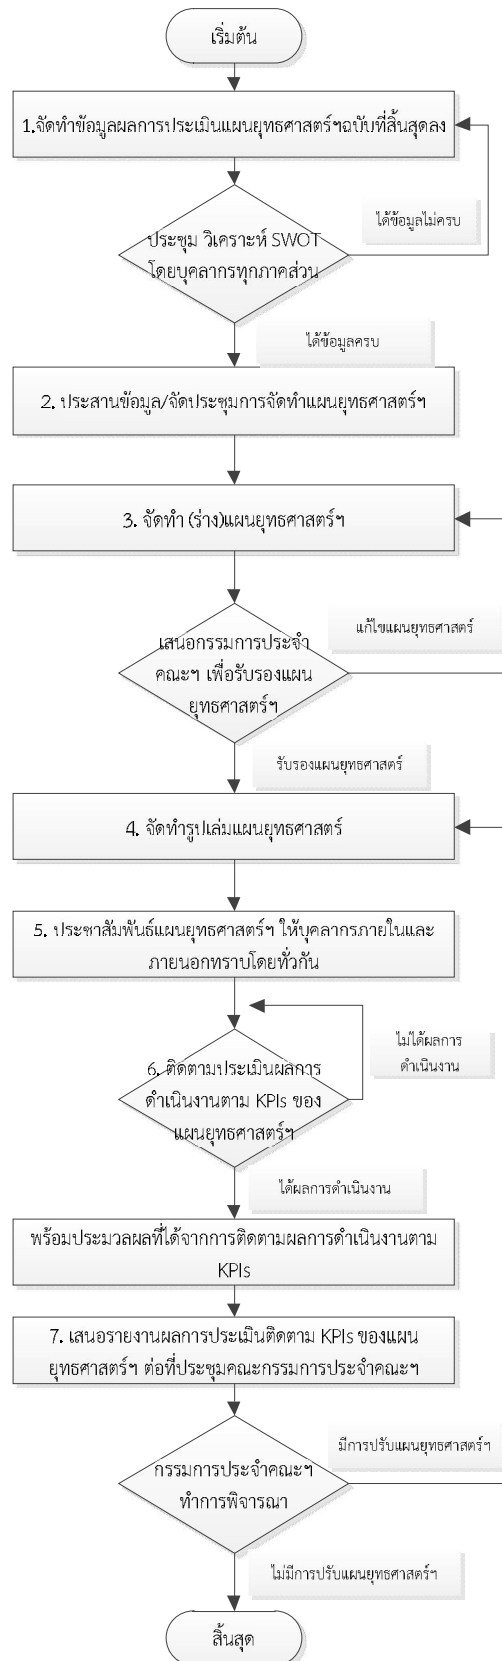 เริ่มต้น
1.จัดทำข้อมูลผลการประเมินแผนยุทธศาสตร์ฯฉบับที่สิ้นสุดลง
ประชุม วิเคราะห์ SWOT
โดยบุคลากรทุกภาคส่วน
ได้ข้อมูลไม่ครบ
ได้ข้อมูลครบ
2. ประสานข้อมูล/จัดประชุมการจัดทำแผนยุทธศาสตร์ฯ
3. จัดทำ (ร่าง)แผนยุทธศาสตร์ฯ
เสนอกรรมการประจำ
คณะฯ เพื่อรับรองแผน
ยุทธศาสตร์ฯ
แก้ไขแผนยุทธศาสตร์
รับรองแผนยุทธศาสตร์
4. จัดทำรูปเล่มแผนยุทธศาสตร์
5. ประชาสัมพันธ์แผนยุทธศาสตร์ฯ ให้บุคลากรภายในและ
ภายนอกทราบโดยทั่วกัน
ไม่ได้ผลการ
ดำเนินงาน
6. ติดตามประเมินผลการ
ดำเนินงานตาม KPIs ของ
แผนยุทธศาสตร์ฯ
ได้ผลการดำเนินงาน
พร้อมประมวลผลที่ได้จากการติดตามผลการดำเนินงานตาม
KPIs
7. เสนอรายงานผลการประเมินติดตาม KPIs ของแผน
ยุทธศาสตร์ฯ ต่อที่ประชุมคณะกรรมการประจำคณะฯ
มีการปรับแผนยุทธศาสตร์ฯ
กรรมการประจำคณะฯ
ทำการพิจารณา
ไม่มีการปรับแผนยุทธศาสตร์ฯ
สิ้นสุด